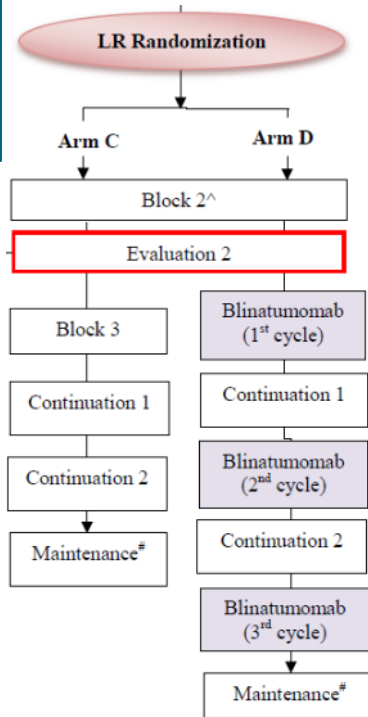 LR Randomization
Arm C
Arm D
Block 2^
Evaluation 2
Block 3
Continuation 1
Continuation 2
Maintenance#
Blinatumomab
(1st cycle)
Continuation 1
Blinatumomab
(2nd cycle)
Continuation 2
Blinatumomab
(3rd cycle)
Maintenance#